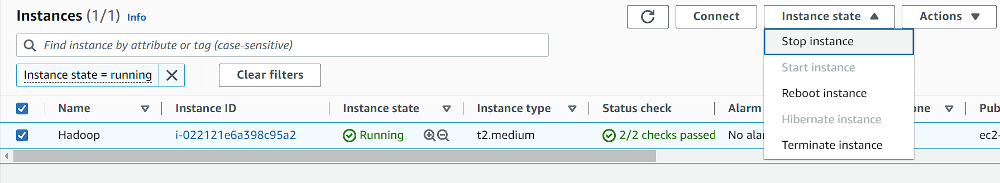 Instances (1/1) Info
Connect
Instance state
Actions
Find instance by attribute or tag (case-sensitive)
Stop instance
Start instance
Reboot instance
Hibernate instance
Terminate instance
Instance state = running
Clear filters
Name Instance ID Instance state Instance type Status check Alarm one Pub
Hadoop i-022121e6a398c95a2 Running t2.medium 2/2 checks passed No alar ec2-